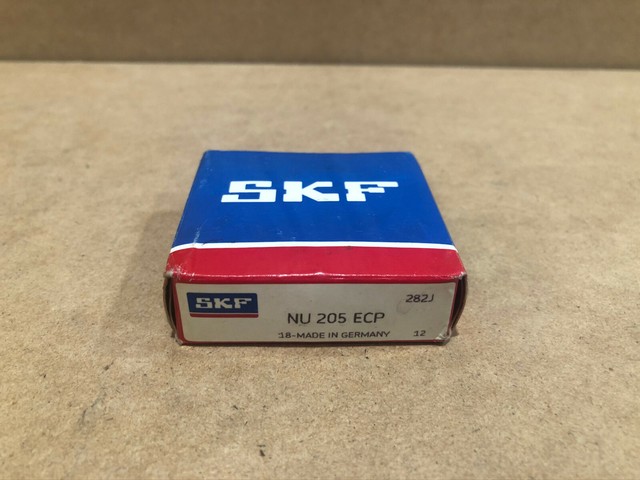 SKF
SKF
282J
NU 205 ECP
18-MADE IN GERMANY 12